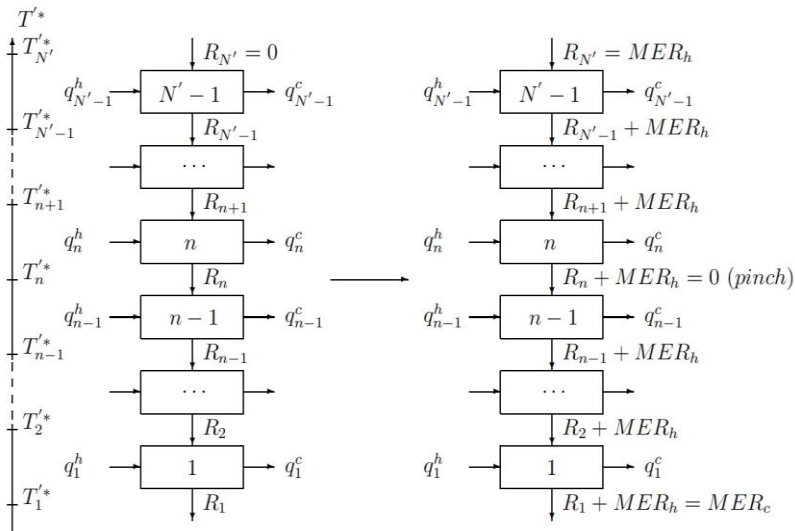 T'*
T'*_{N'} R_{N'} = 0 R_{N'} = MER_h
q^h_{N'-1} N' − 1 q^c_{N'-1} q^h_{N'-1} N' − 1 q^c_{N'-1}
T'*_{N'-1} R_{N'-1} R_{N'-1} + MER_h
... ...
T'*_{n+1} R_{n+1} R_{n+1} + MER_h
q^h_n n q^c_n q^h_n n q^c_n
T'*_n R_n R_n + MER_h = 0 (pinch)
q^h_{n-1} n − 1 q^c_{n-1} q^h_{n-1} n − 1 q^c_{n-1}
T'*_{n-1} R_{n-1} R_{n-1} + MER_h
... ...
T'*_2 R_2 R_2 + MER_h
q^h_1 1 q^c_1 q^h_1 1 q^c_1
T'*_1 R_1 R_1 + MER_h = MER_c